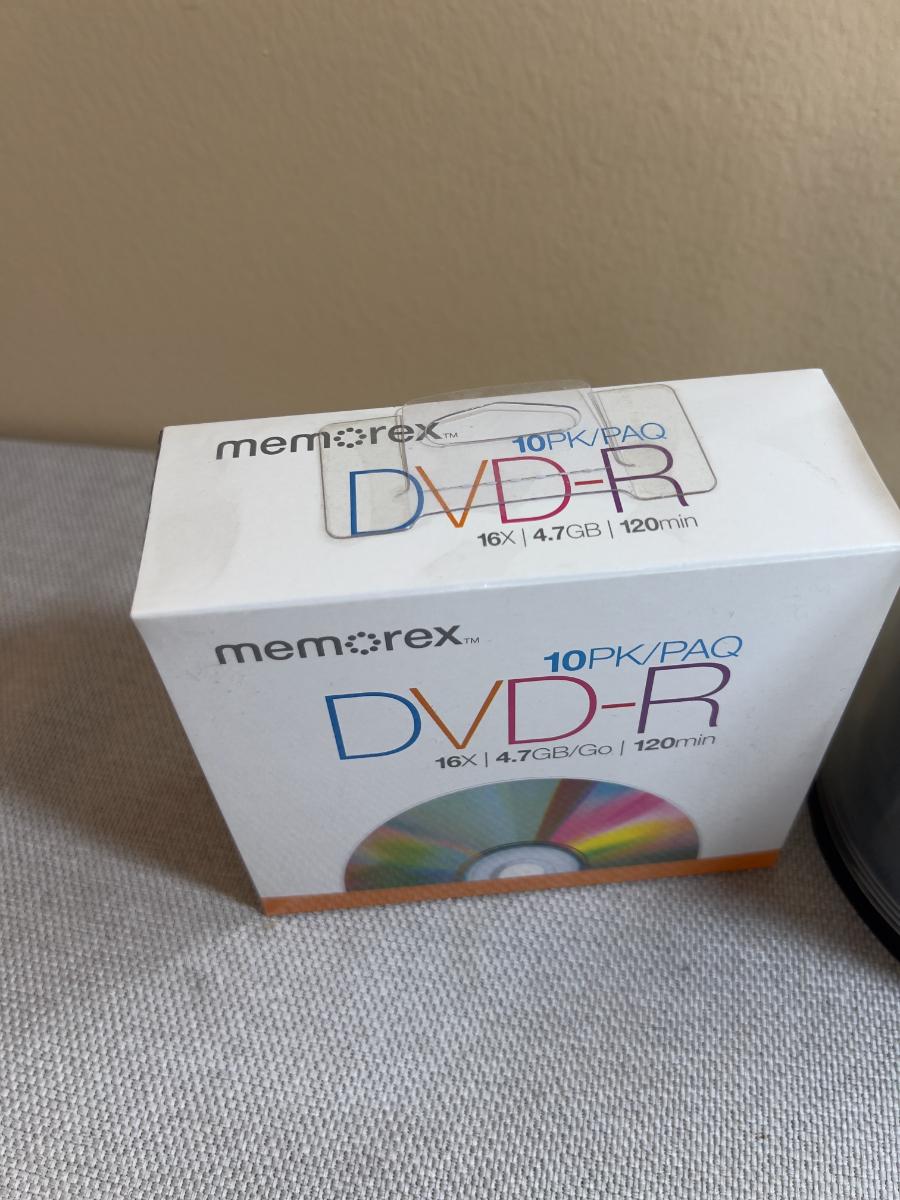 memorex™
10PK/PAQ
DVD-R
16X | 4.7GB | 120min
memorex™
10PK/PAQ
DVD-R
16X | 4.7GB/Go | 120min